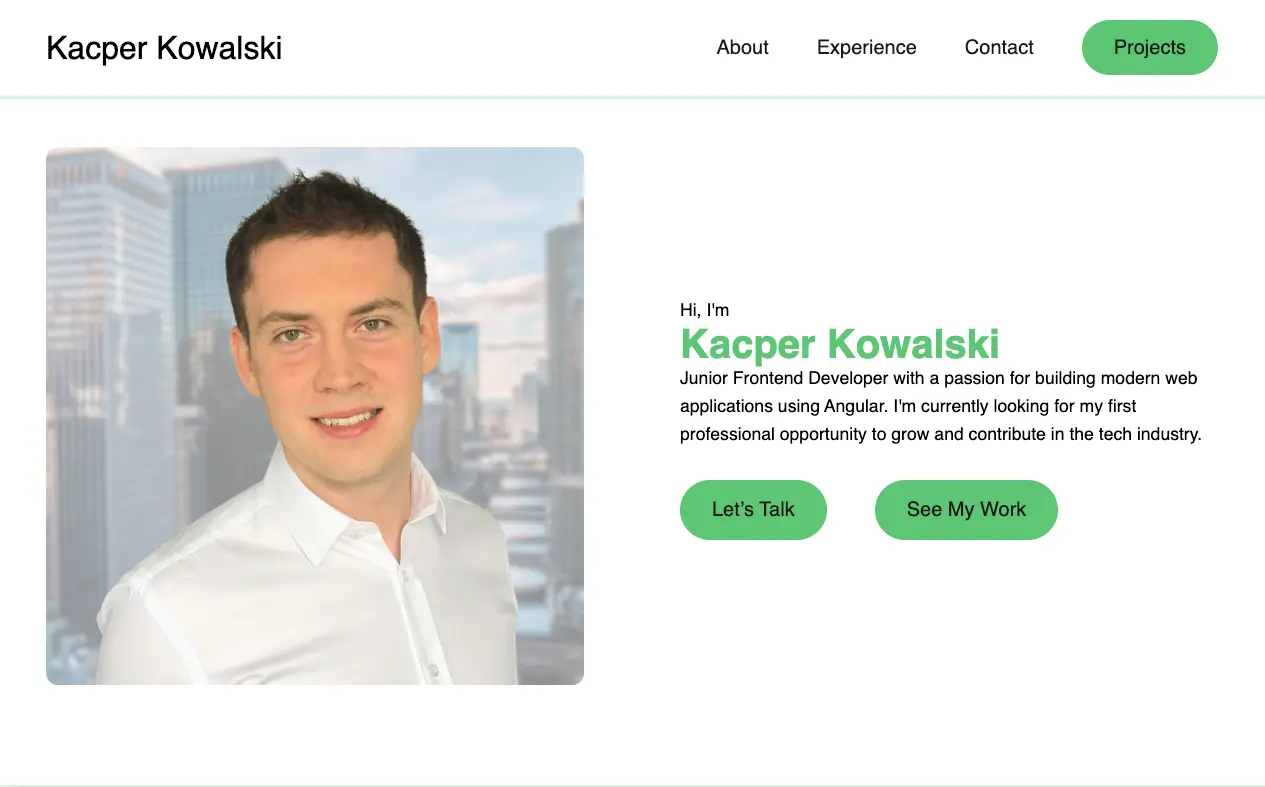 Kacper Kowalski
About Experience Contact Projects
Hi, I'm
Kacper Kowalski
Junior Frontend Developer with a passion for building modern web
applications using Angular. I'm currently looking for my first
professional opportunity to grow and contribute in the tech industry.
Let’s Talk See My Work